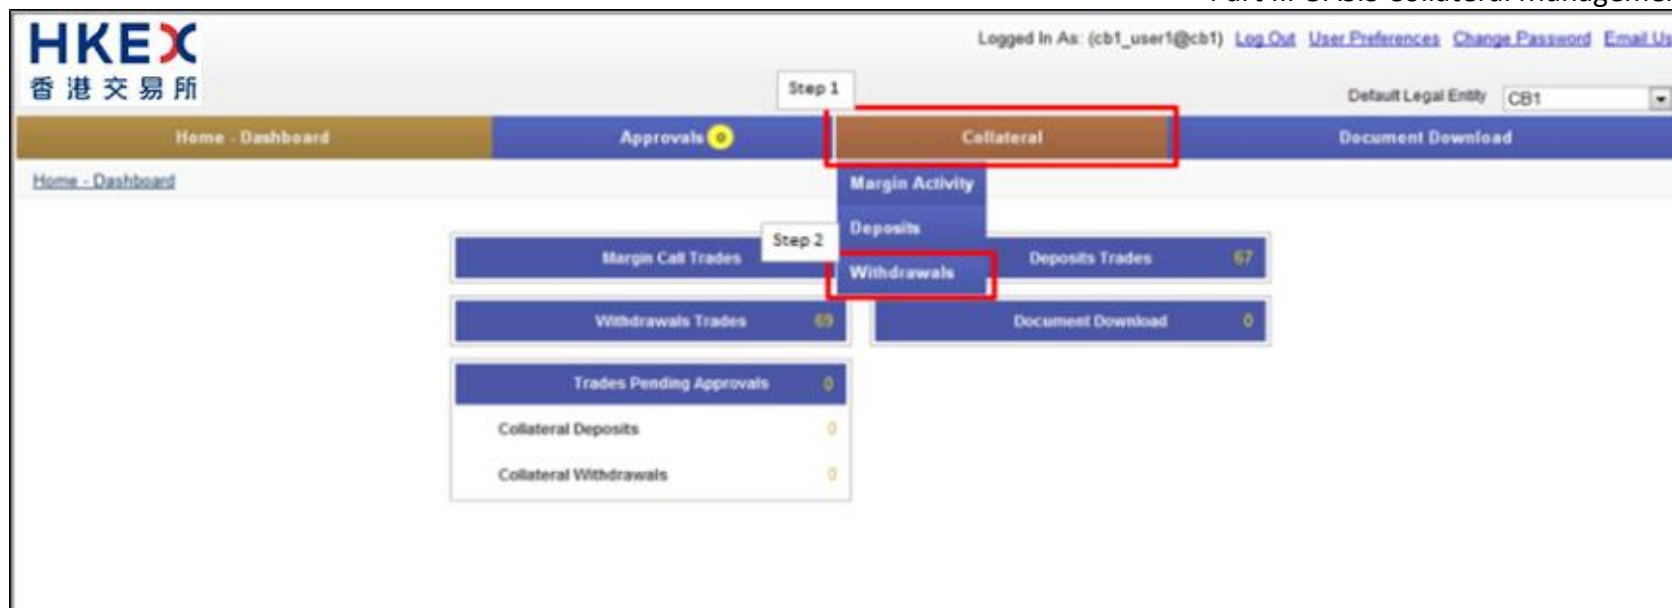 HKEX
香港交易所
Logged In As: (cb1_user1@cb1) Log Out User Preferences Change Password Email Us
Step 1
Default Legal Entity CB1
Home - Dashboard Approvals 0 Collateral Document Download
Home - Dashboard
Margin Activity
Deposits
Withdrawals
Step 2
Margin Call Trades
Deposits Trades 67
Withdrawals Trades 69
Document Download 0
Trades Pending Approvals 0
Collateral Deposits 0
Collateral Withdrawals 0